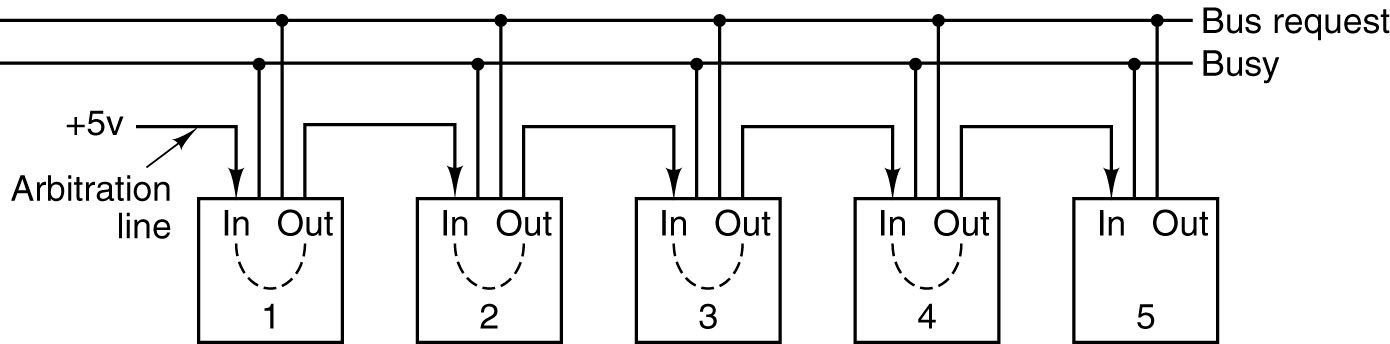 Bus request
Busy
+5v
Arbitration
line
In Out In Out In Out In Out In Out
1 2 3 4 5